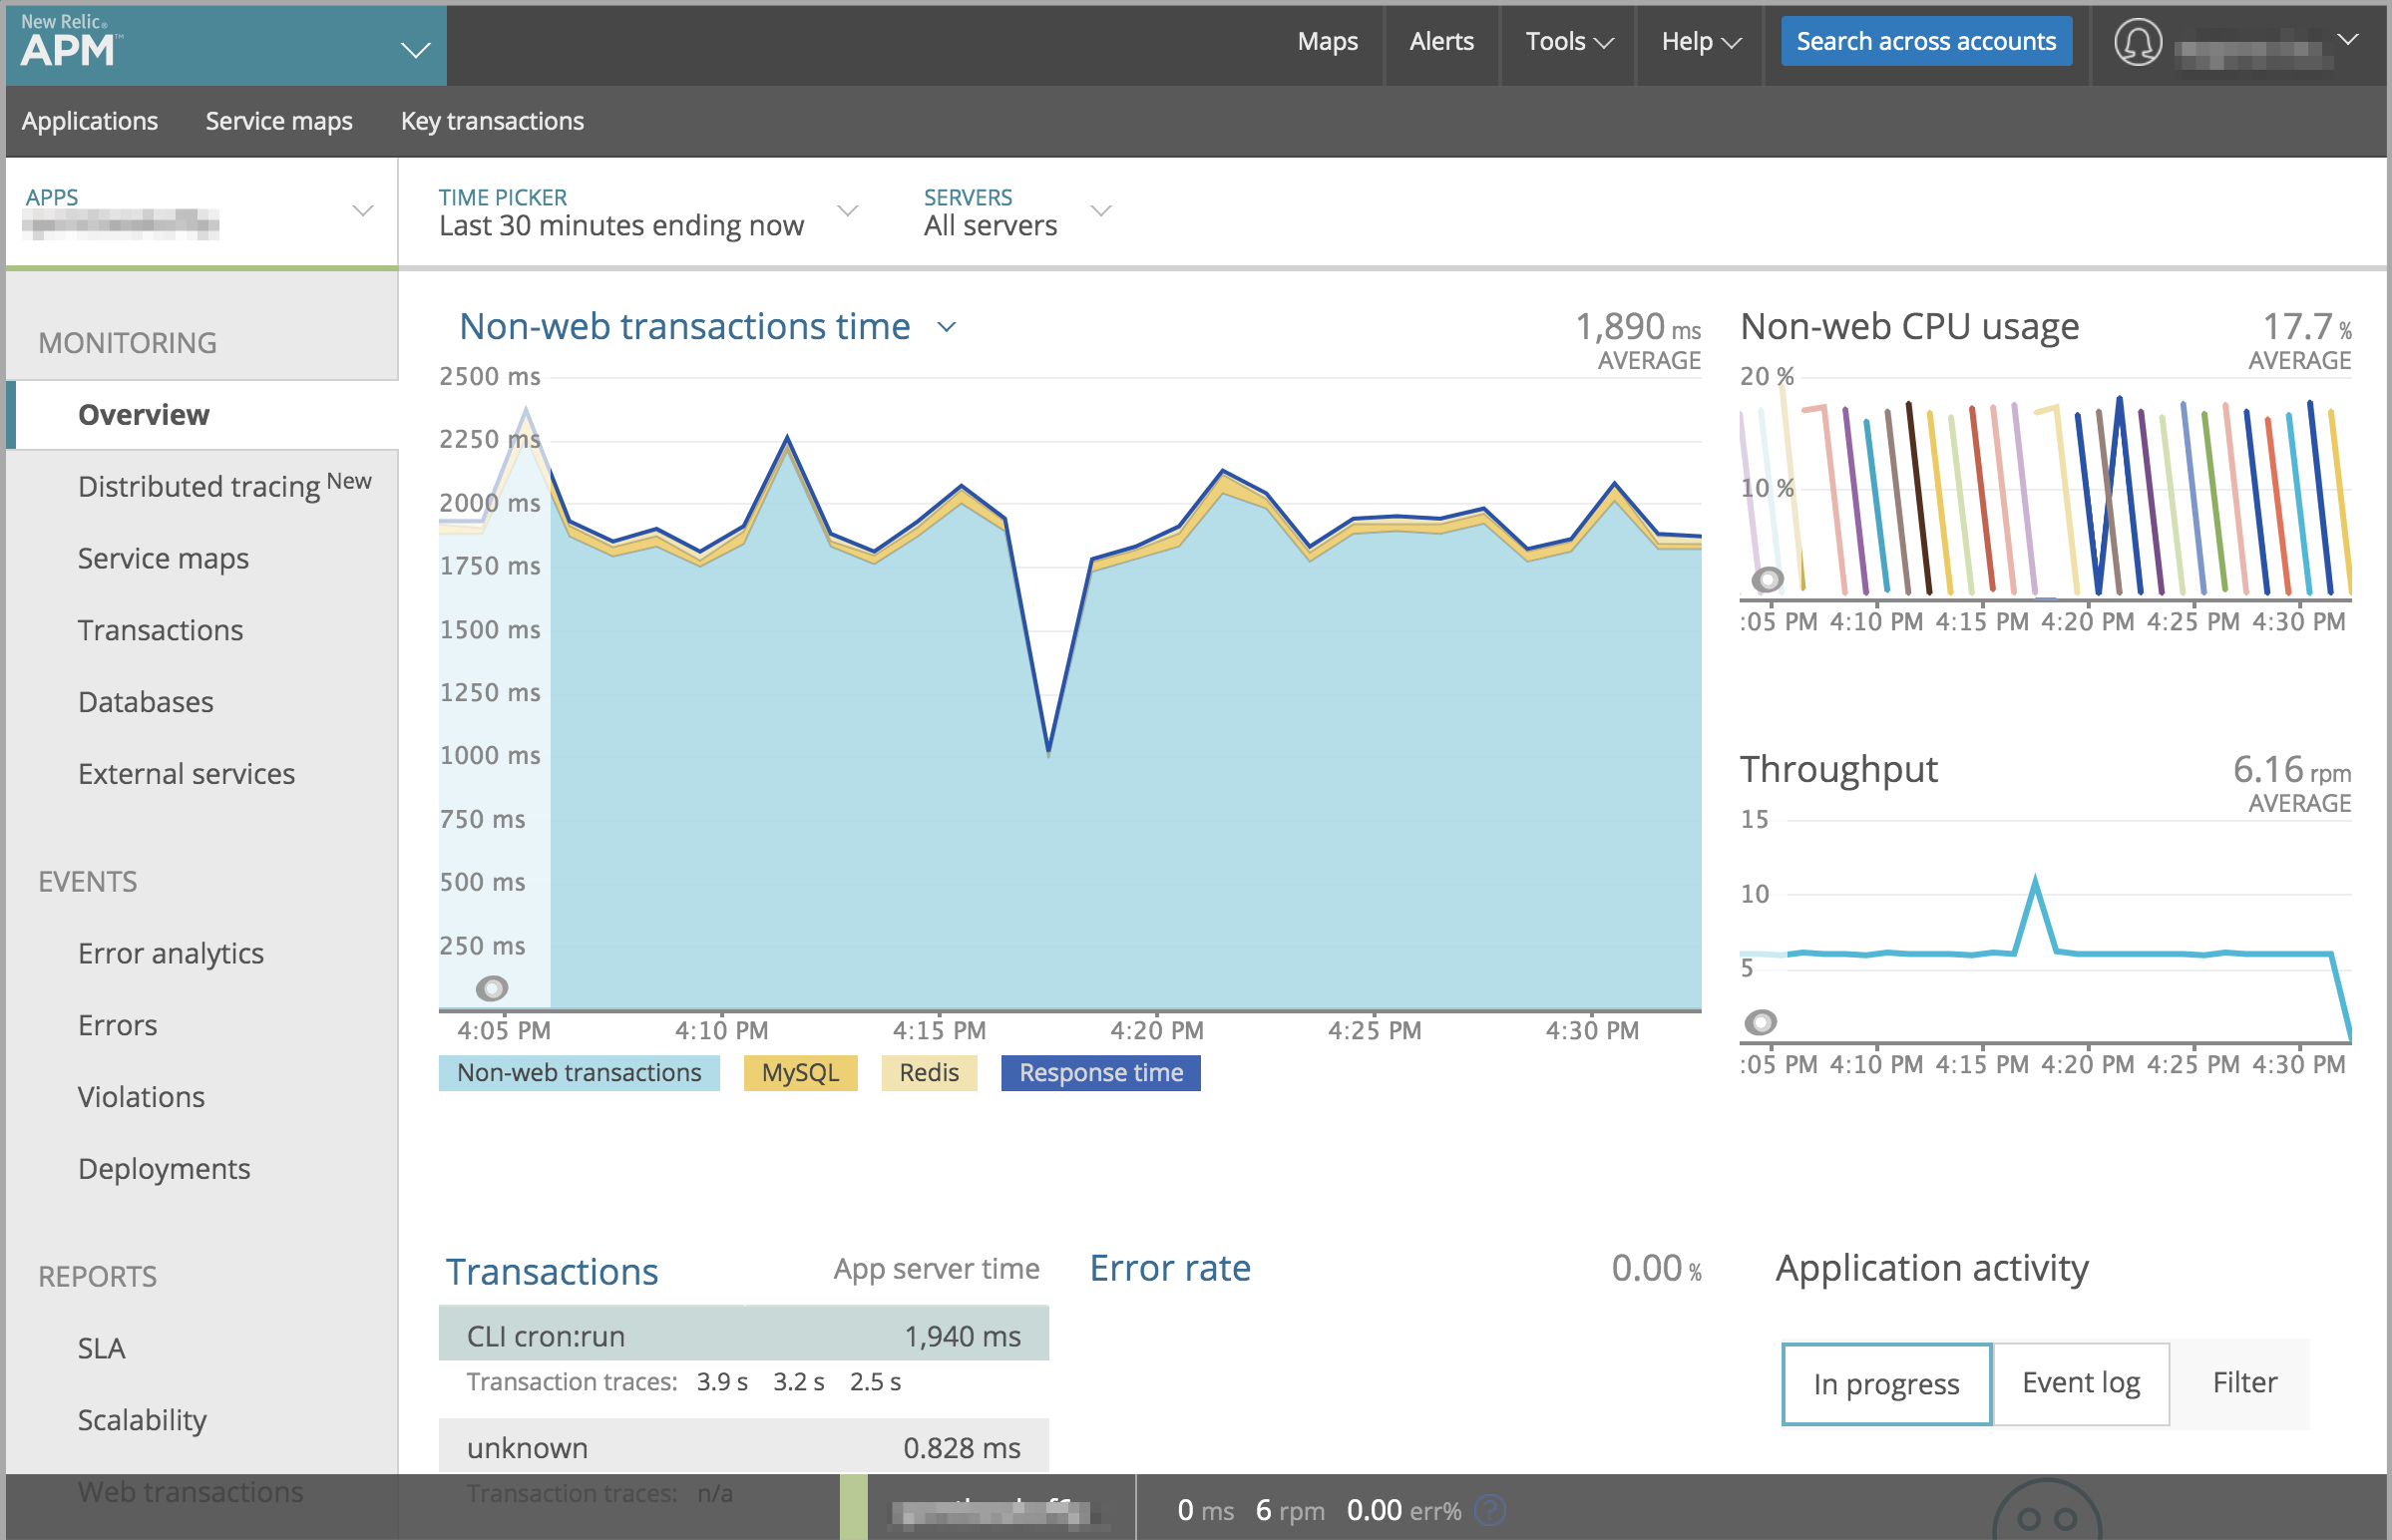 New Relic®
APM™
Maps
Alerts
Tools
Help
Search across accounts
Applications
Service maps
Key transactions
APPS
TIME PICKER
Last 30 minutes ending now
SERVERS
All servers
MONITORING
Overview
Distributed tracing New
Service maps
Transactions
Databases
External services
EVENTS
Error analytics
Errors
Violations
Deployments
REPORTS
SLA
Scalability
Web transactions
Non-web transactions time
1,890 ms
AVERAGE
2500 ms
2250 ms
2000 ms
1750 ms
1500 ms
1250 ms
1000 ms
750 ms
500 ms
250 ms
4:05 PM 4:10 PM 4:15 PM 4:20 PM 4:25 PM 4:30 PM
Non-web transactions MySQL Redis Response time
Non-web CPU usage
17.7 %
AVERAGE
20 %
10 %
:05 PM 4:10 PM 4:15 PM 4:20 PM 4:25 PM 4:30 PM
Throughput
6.16 rpm
AVERAGE
15
10
5
:05 PM 4:10 PM 4:15 PM 4:20 PM 4:25 PM 4:30 PM
Transactions
App server time
CLI cron:run 1,940 ms
Transaction traces: 3.9 s 3.2 s 2.5 s
unknown 0.828 ms
Transaction traces: n/a
Error rate
0.00 %
Application activity
In progress
Event log
Filter
0 ms 6 rpm 0.00 err% ?